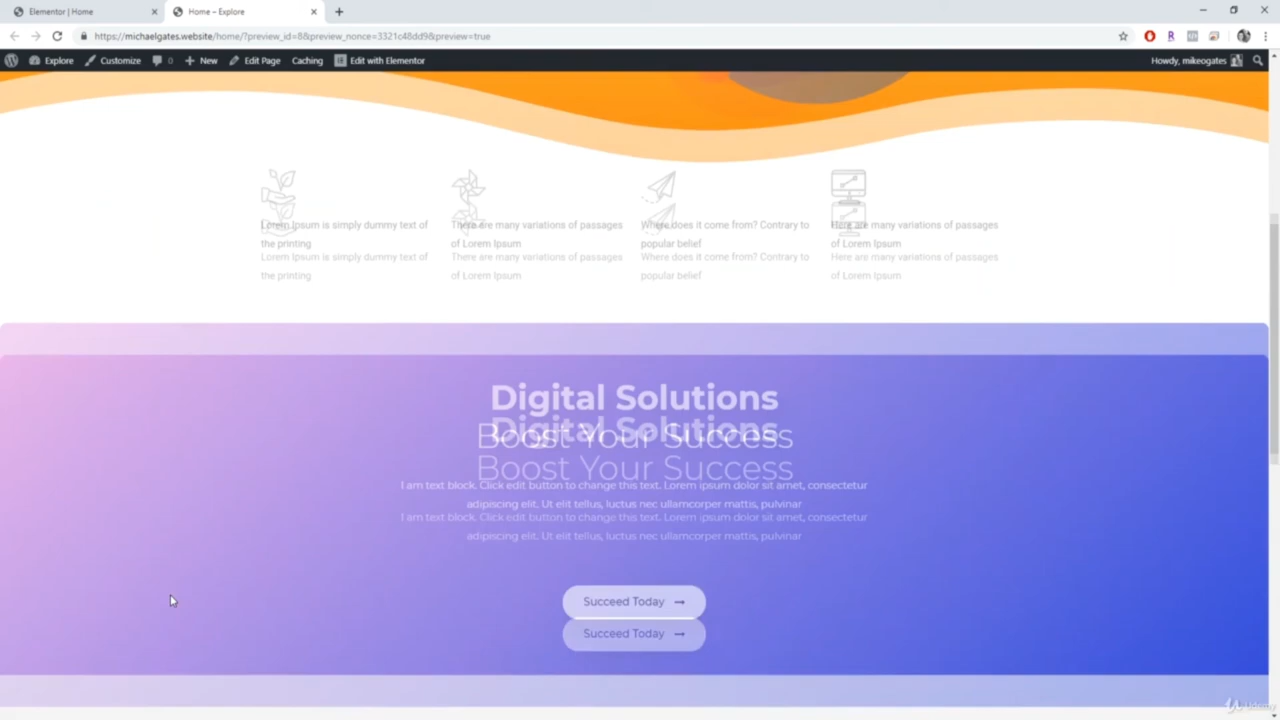 Elementor | Home
Home – Explore
https://michaelgates.website/home/?preview_id=8&preview_nonce=3321c48dd9&preview=true
Explore Customize 0 New Edit Page Caching Edit with Elementor Howdy, mikeogates
Lorem Ipsum is simply dummy text of
the printing
Lorem Ipsum is simply dummy text of
the printing
There are many variations of passages
of Lorem Ipsum
There are many variations of passages
of Lorem Ipsum
Where does it come from? Contrary to
popular belief
Where does it come from? Contrary to
popular belief
Here are many variations of passages
of Lorem Ipsum
Here are many variations of passages
of Lorem Ipsum
Digital Solutions
Digital Solutions
Boost Your Success
Boost Your Success
I am text block. Click edit button to change this text. Lorem ipsum dolor sit amet, consectetur
adipiscing elit. Ut elit tellus, luctus nec ullamcorper mattis, pulvinar
I am text block. Click edit button to change this text. Lorem ipsum dolor sit amet, consectetur
adipiscing elit. Ut elit tellus, luctus nec ullamcorper mattis, pulvinar
Succeed Today →
Succeed Today →
Udemy